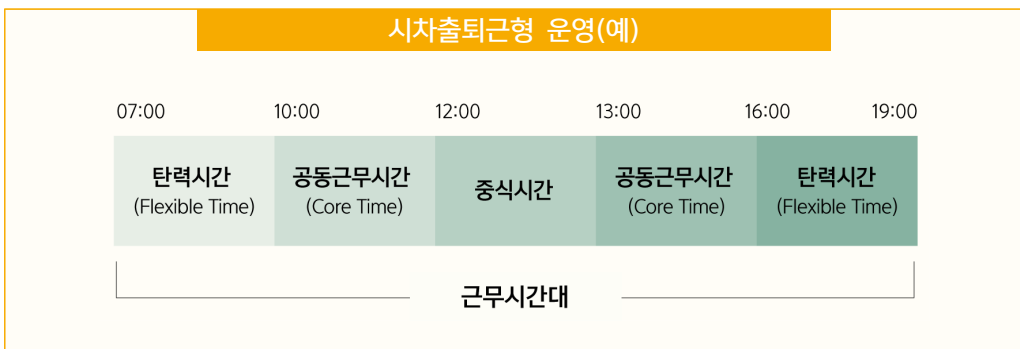 시차출퇴근형 운영(예)
07:00 10:00 12:00 13:00 16:00 19:00
탄력시간 공동근무시간 중식시간 공동근무시간 탄력시간
(Flexible Time) (Core Time) (Core Time) (Flexible Time)
근무시간대